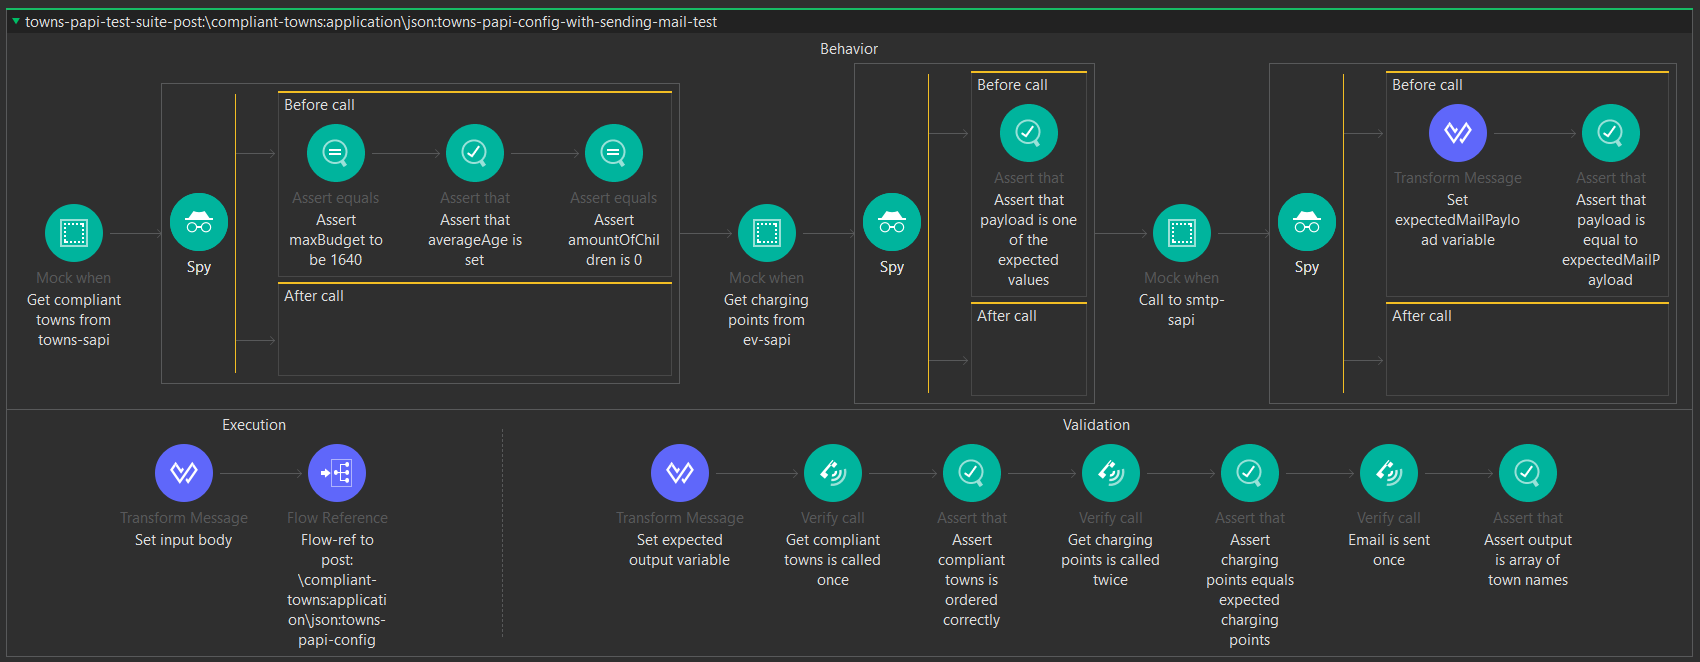 towns-papi-test-suite-post:\compliant-towns:application\json:towns-papi-config-with-sending-mail-test
Behavior
Mock when
Get compliant
towns from
towns-sapi
Spy
Before call
Assert equals
Assert
maxBudget to
be 1640
Assert that
Assert that
averageAge is
set
Assert equals
Assert
amountOfChil
dren is 0
After call
Mock when
Get charging
points from
ev-sapi
Spy
Before call
Assert that
Assert that
payload is one
of the
expected
values
After call
Mock when
Call to smtp-
sapi
Spy
Before call
Transform Message
Set
expectedMailPaylo
ad variable
Assert that
Assert that
payload is
equal to
expectedMailP
ayload
After call
Execution
Transform Message
Set input body
Flow Reference
Flow-ref to
post:
\compliant-
towns:applicati
on\json:towns-
papi-config
Validation
Transform Message
Set expected
output variable
Verify call
Get compliant
towns is called
once
Assert that
Assert
compliant
towns is
ordered
correctly
Verify call
Get charging
points is called
twice
Assert that
Assert
charging
points equals
expected
charging
points
Verify call
Email is sent
once
Assert that
Assert output
is array of
town names